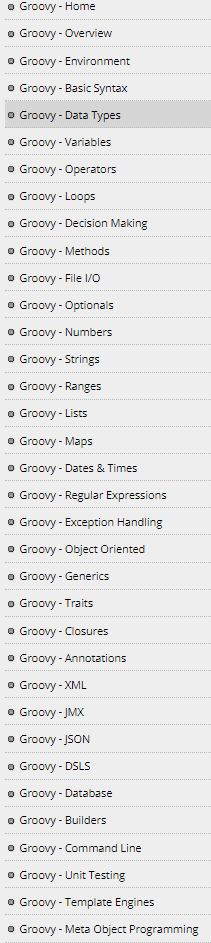 Groovy - Home
Groovy - Overview
Groovy - Environment
Groovy - Basic Syntax
Groovy - Data Types
Groovy - Variables
Groovy - Operators
Groovy - Loops
Groovy - Decision Making
Groovy - Methods
Groovy - File I/O
Groovy - Optionals
Groovy - Numbers
Groovy - Strings
Groovy - Ranges
Groovy - Lists
Groovy - Maps
Groovy - Dates & Times
Groovy - Regular Expressions
Groovy - Exception Handling
Groovy - Object Oriented
Groovy - Generics
Groovy - Traits
Groovy - Closures
Groovy - Annotations
Groovy - XML
Groovy - JMX
Groovy - JSON
Groovy - DSLS
Groovy - Database
Groovy - Builders
Groovy - Command Line
Groovy - Unit Testing
Groovy - Template Engines
Groovy - Meta Object Programming